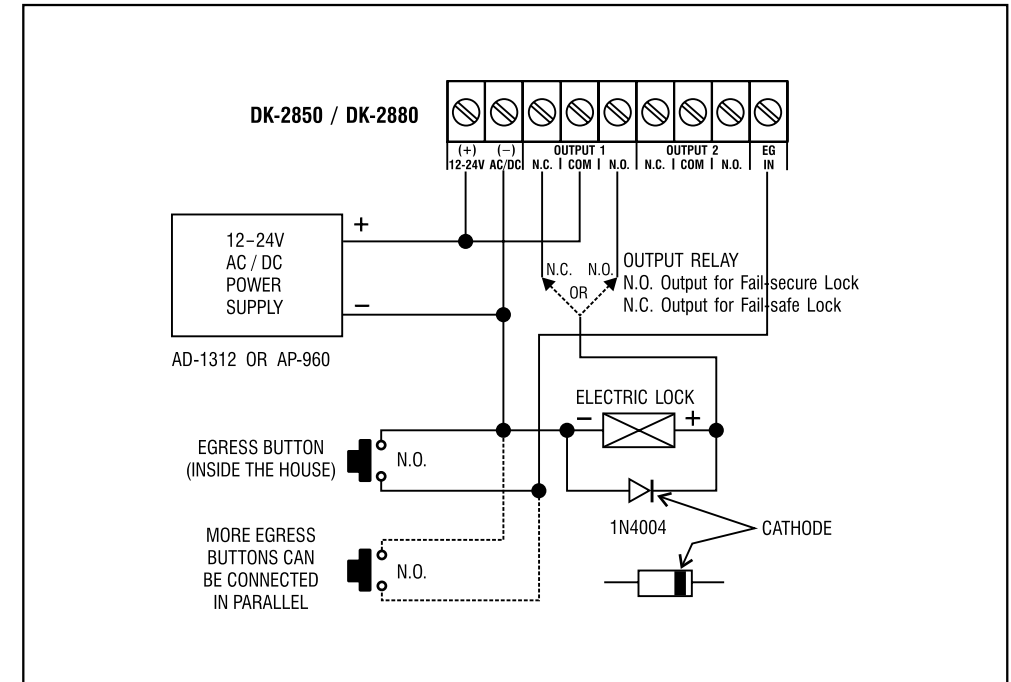 DK-2850 / DK-2880
(+) (−) OUTPUT 1 OUTPUT 2 EG
12-24V AC/DC N.C. COM N.O. N.C. COM N.O. IN
+
12-24V
AC / DC
POWER
SUPPLY
−
AD-1312 OR AP-960
N.C. N.O.
OR
OUTPUT RELAY
N.O. Output for Fail-secure Lock
N.C. Output for Fail-safe Lock
ELECTRIC LOCK
− +
EGRESS BUTTON
(INSIDE THE HOUSE)
N.O.
1N4004
CATHODE
MORE EGRESS
BUTTONS CAN
BE CONNECTED
IN PARALLEL
N.O.